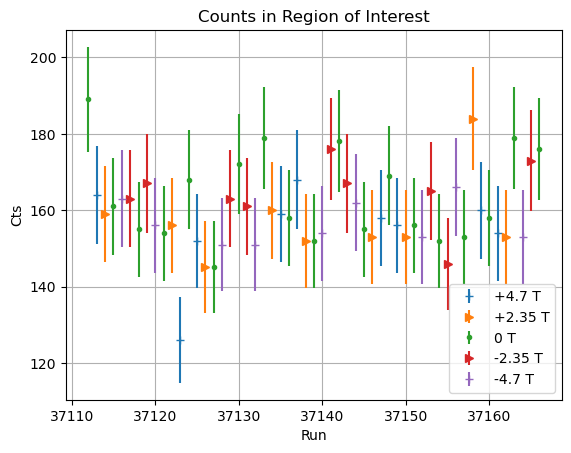 Counts in Region of Interest
Cts
200
180
160
140
120
37110
37120
37130
37140
37150
37160
Run
+4.7 T
+2.35 T
0 T
-2.35 T
-4.7 T